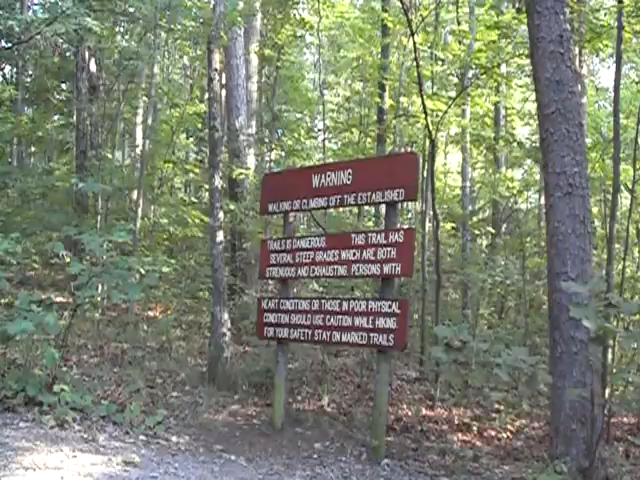 WARNING
WALKING OR CLIMBING OFF THE ESTABLISHED
TRAILS IS DANGEROUS. THIS TRAIL HAS
SEVERAL STEEP GRADES WHICH ARE BOTH
STRENUOUS AND EXHAUSTING. PERSONS WITH
HEART CONDITIONS OR THOSE IN POOR PHYSICAL
CONDITION SHOULD USE CAUTION WHILE HIKING.
FOR YOUR SAFETY STAY ON MARKED TRAILS